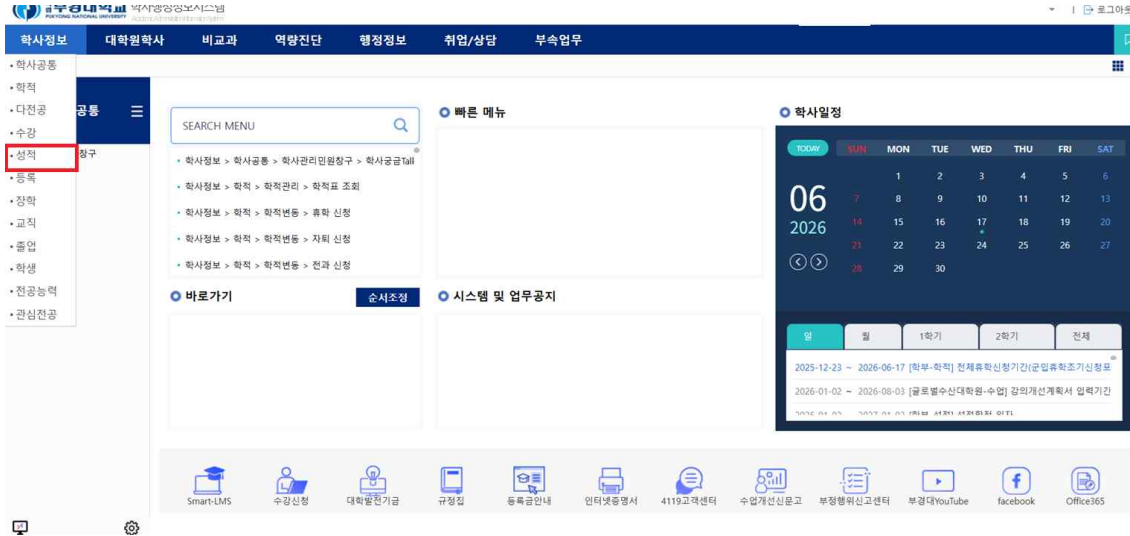 PUKYONG NATIONAL UNIVERSITY
로그아웃
학사정보 대학원학사 비교과 역량진단 행정정보 취업/상담 부속업무
• 학사공통
• 학적
• 다전공
• 수강
• 성적
• 등록
• 장학
• 교직
• 졸업
• 학생
• 전공능력
• 관심전공
공통
창구
SEARCH MENU
• 학사정보 > 학사공통 > 학사관리민원창구 > 학사궁금Talk
• 학사정보 > 학적 > 학적관리 > 학적표 조회
• 학사정보 > 학적 > 학적변동 > 휴학 신청
• 학사정보 > 학적 > 학적변동 > 자퇴 신청
• 학사정보 > 학적 > 학적변동 > 전과 신청
빠른 메뉴
바로가기 순서조정
시스템 및 업무공지
학사일정
TODAY SUN MON TUE WED THU FRI SAT
06
2026
1 2 3 4 5 6
7 8 9 10 11 12 13
14 15 16 17 18 19 20
21 22 23 24 25 26 27
28 29 30
일 월 1학기 2학기 전체
2025-12-23 ~ 2026-06-17 [학부-학적] 전체휴학신청기간(군입휴학조기신청포
2026-01-02 ~ 2026-08-03 [글로벌수산대학원-수업] 강의개선계획서 입력기간
Smart-LMS 수강신청 대학발전기금 규정집 등록금안내 인터넷증명서 4119고객센터 수업개선신문고 부정행위신고센터 부경대YouTube facebook Office365